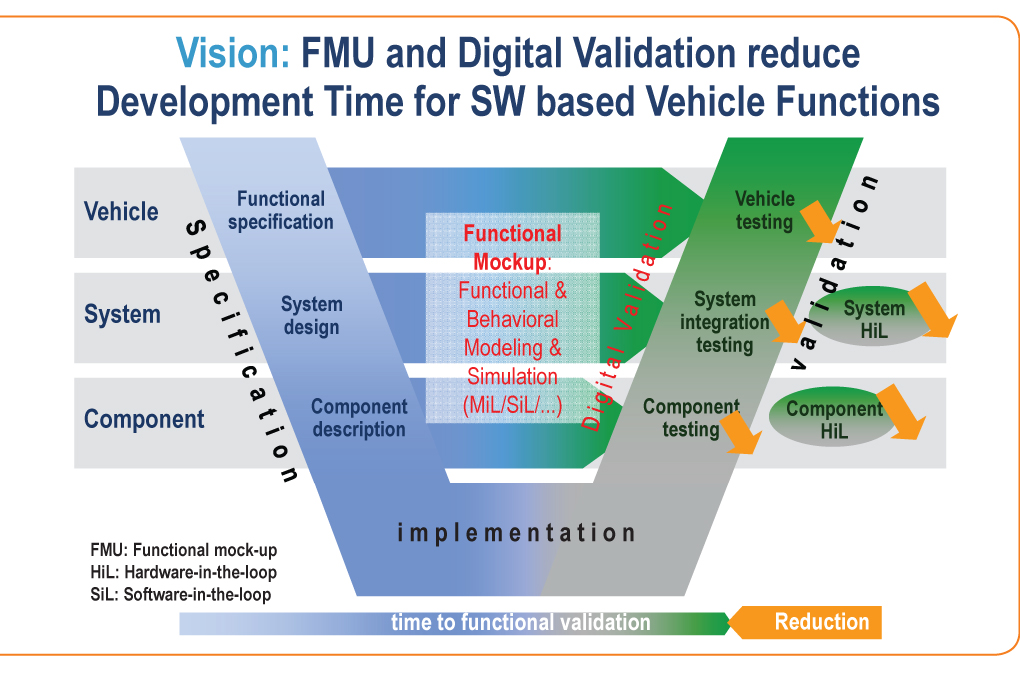 Vision: FMU and Digital Validation reduce
Development Time for SW based Vehicle Functions
Vehicle
System
Component
Specification
Functional
specification
System
design
Component
description
Functional
Mockup:
Functional &
Behavioral
Modeling &
Simulation
(MiL/SiL/...)
Digital Validation
Vehicle
testing
System
integration
testing
Component
testing
validation
System
HiL
Component
HiL
implementation
FMU: Functional mock-up
HiL: Hardware-in-the-loop
SiL: Software-in-the-loop
time to functional validation
Reduction